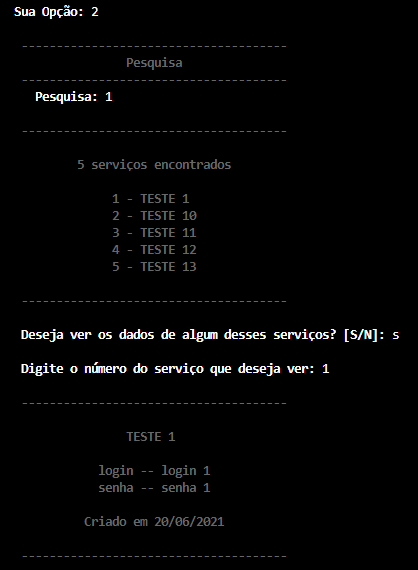 Sua Opção: 2
--------------------------------------
Pesquisa
--------------------------------------
Pesquisa: 1
--------------------------------------
5 serviços encontrados
1 - TESTE 1
2 - TESTE 10
3 - TESTE 11
4 - TESTE 12
5 - TESTE 13
--------------------------------------
Deseja ver os dados de algum desses serviços? [S/N]: s
Digite o número do serviço que deseja ver: 1
--------------------------------------
TESTE 1
login -- login 1
senha -- senha 1
Criado em 20/06/2021
--------------------------------------